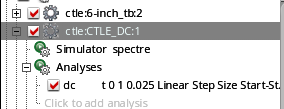 ctle:6-inch_tb:2
ctle:CTLE_DC:1
Simulator spectre
Analyses
dc t 0 1 0.025 Linear Step Size Start-St.
Click to add analysis